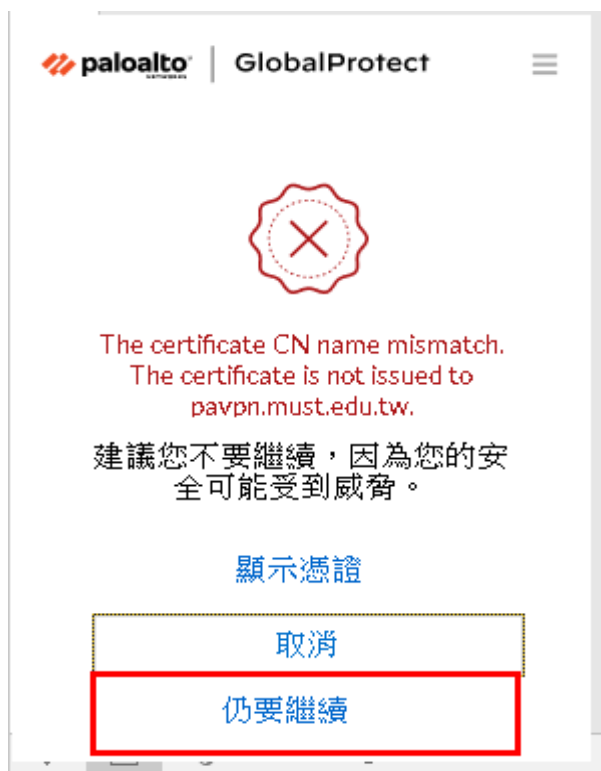 paloalto NETWORKS GlobalProtect
The certificate CN name mismatch.
The certificate is not issued to
pavpn.must.edu.tw.
建議您不要繼續，因為您的安
全可能受到威脅。
顯示憑證
取消
仍要繼續